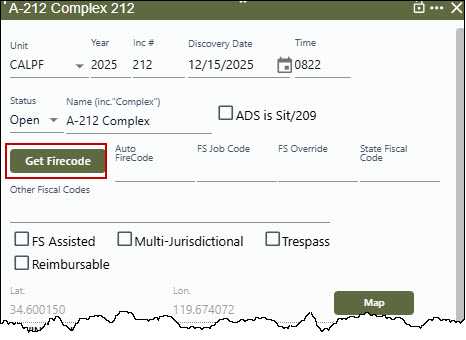 A-212 Complex 212
Unit Year Inc # Discovery Date Time
CALPF 2025 212 12/15/2025 0822
Status Name (inc."Complex")
Open A-212 Complex ADS is Sit/209
Get Firecode Auto FireCode FS Job Code FS Override State Fiscal Code
Other Fiscal Codes
FS Assisted Multi-Jurisdictional Trespass
Reimbursable
Lat. Lon.
34.600150 119.674072 Map